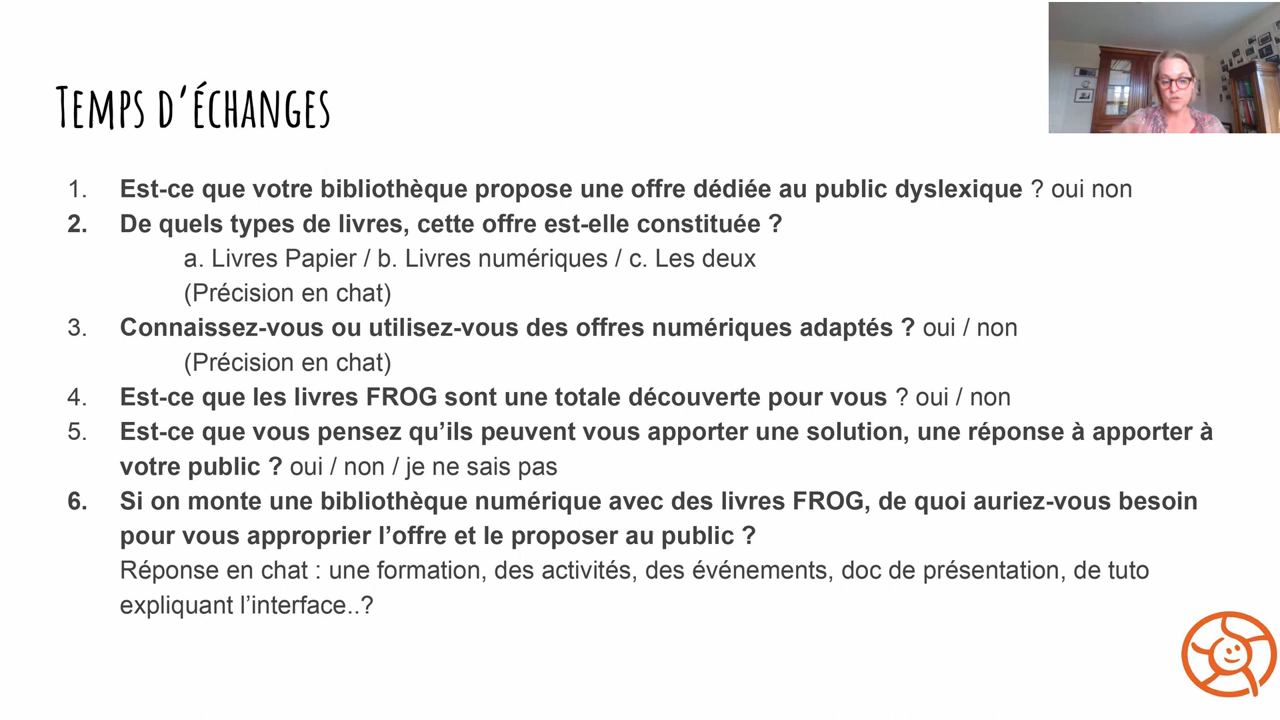 Temps d'échanges
1. Est-ce que votre bibliothèque propose une offre dédiée au public dyslexique ? oui non
2. De quels types de livres, cette offre est-elle constituée ?
a. Livres Papier / b. Livres numériques / c. Les deux
(Précision en chat)
3. Connaissez-vous ou utilisez-vous des offres numériques adaptés ? oui / non
(Précision en chat)
4. Est-ce que les livres FROG sont une totale découverte pour vous ? oui / non
5. Est-ce que vous pensez qu'ils peuvent vous apporter une solution, une réponse à apporter à
votre public ? oui / non / je ne sais pas
6. Si on monte une bibliothèque numérique avec des livres FROG, de quoi auriez-vous besoin
pour vous approprier l'offre et le proposer au public ?
Réponse en chat : une formation, des activités, des événements, doc de présentation, de tuto
expliquant l'interface..?